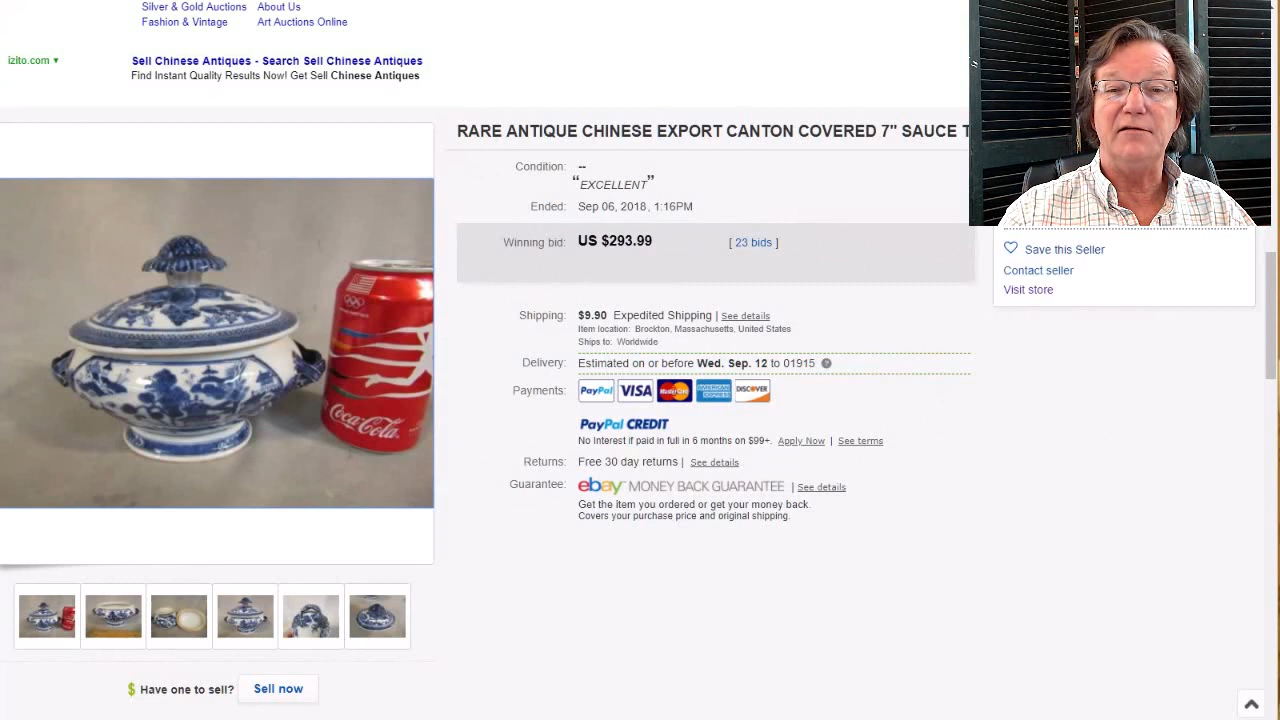 Silver & Gold Auctions About Us
Fashion & Vintage Art Auctions Online
izito.com ▾
Sell Chinese Antiques - Search Sell Chinese Antiques
Find Instant Quality Results Now! Get Sell Chinese Antiques
RARE ANTIQUE CHINESE EXPORT CANTON COVERED 7" SAUCE T
Condition: --
“EXCELLENT”
Ended: Sep 06, 2018, 1:16PM
Winning bid: US $293.99 [ 23 bids ]
Save this Seller
Contact seller
Visit store
Shipping: $9.90 Expedited Shipping | See details
Item location: Brockton, Massachusetts, United States
Ships to: Worldwide
Delivery: Estimated on or before Wed. Sep. 12 to 01915 ?
Payments: PayPal VISA MasterCard AMERICAN EXPRESS DISCOVER
PayPal CREDIT
No Interest if paid in full in 6 months on $99+. Apply Now | See terms
Returns: Free 30 day returns | See details
Guarantee: ebay MONEY BACK GUARANTEE | See details
Get the item you ordered or get your money back.
Covers your purchase price and original shipping.
Coca-Cola
$ Have one to sell? Sell now